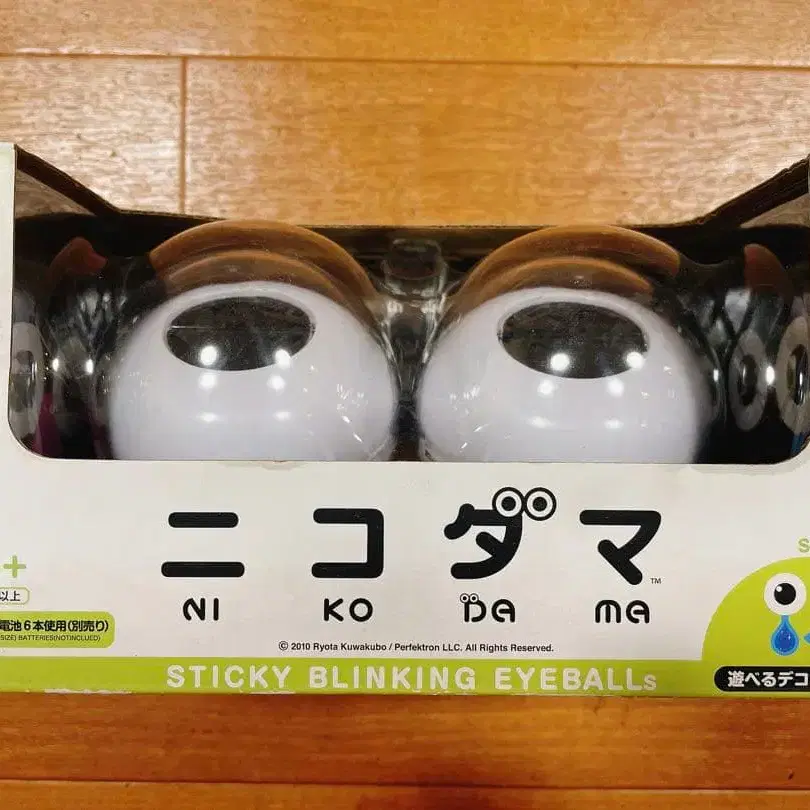 ニコダマ™
NI KO DA MA
+
以上
電池6本使用(別売り)
SIZE) BATTERIES(NOTINCLUED)
© 2010 Ryota Kuwakubo / Perfektron LLC. All Rights Reserved.
STICKY BLINKING EYEBALLs
S
遊べるデコ